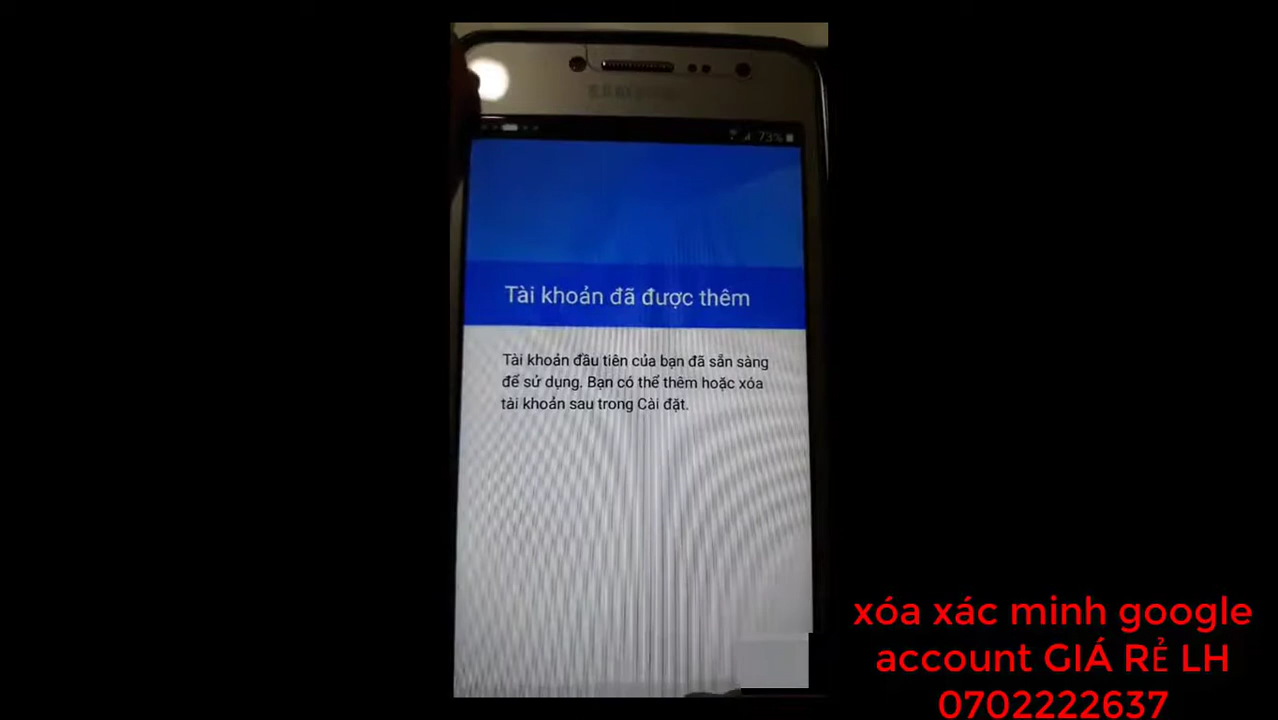 SAMSUNG
73%
Tài khoản đã được thêm
Tài khoản đầu tiên của bạn đã sẵn sàng
để sử dụng. Bạn có thể thêm hoặc xóa
tài khoản sau trong Cài đặt.
xóa xác minh google
account GIÁ RẺ LH
0702222637